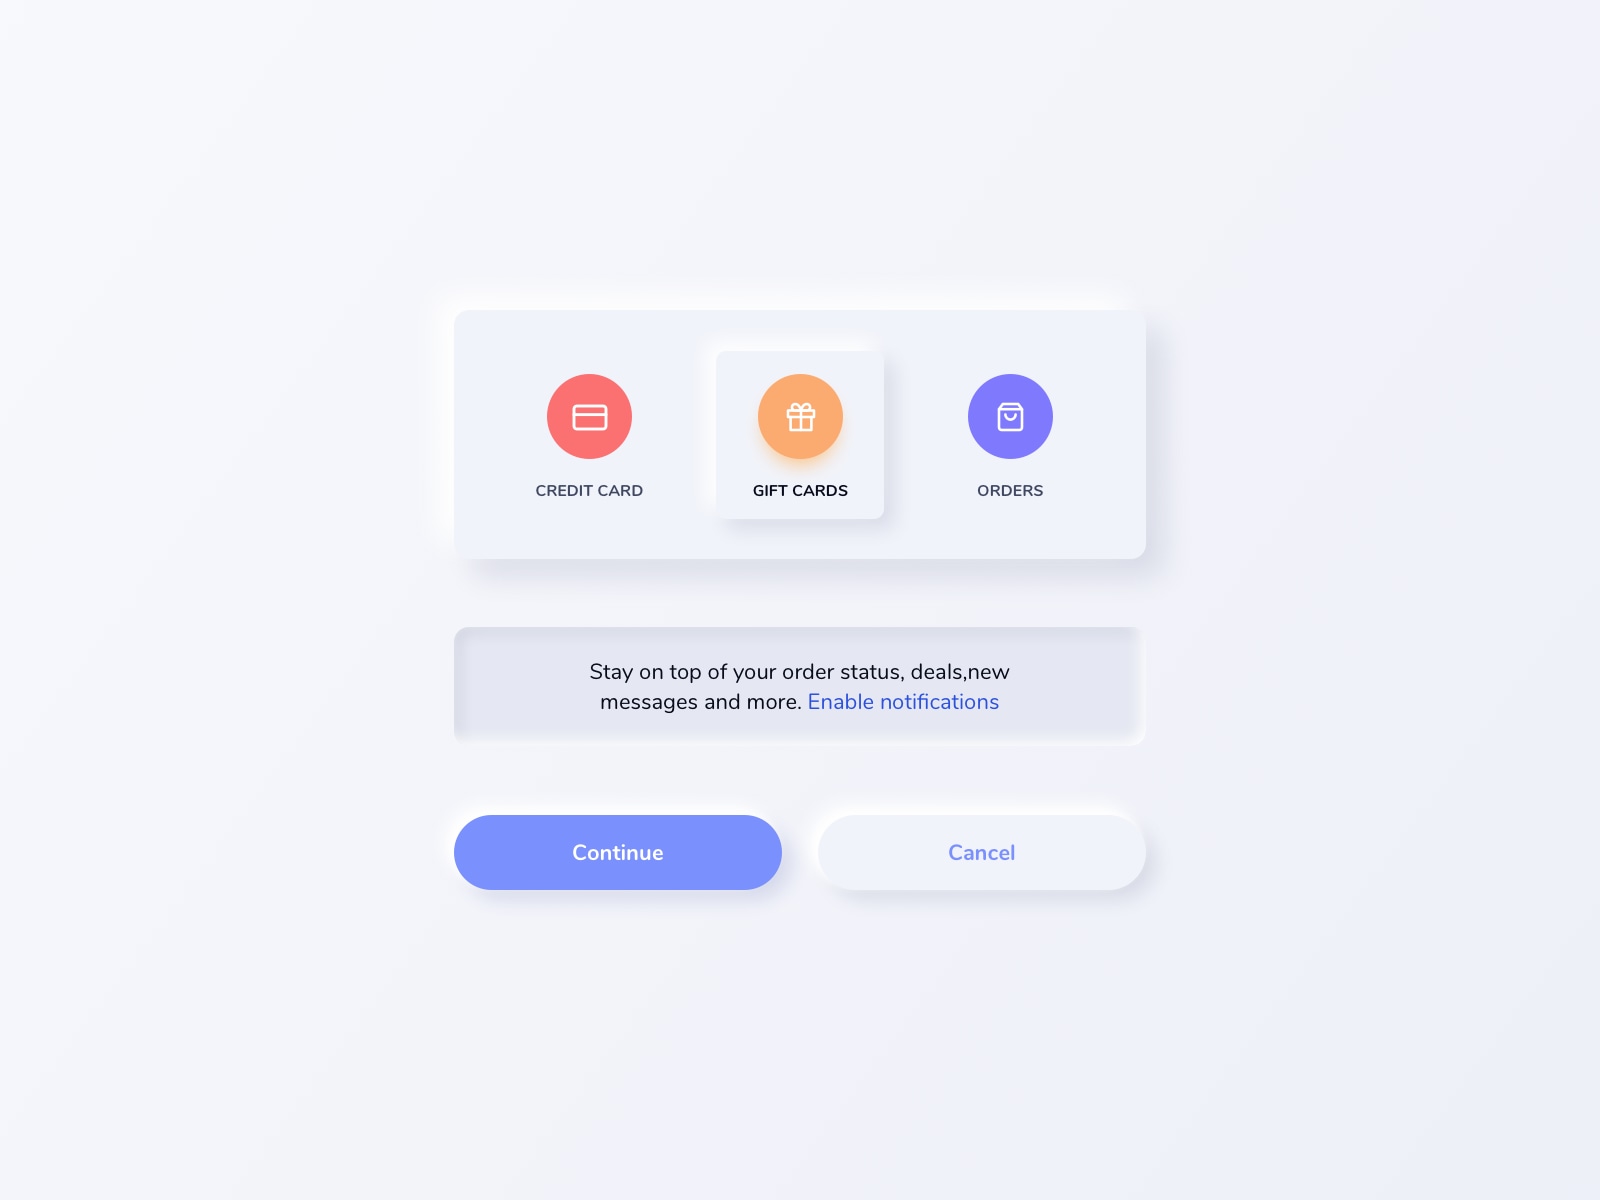 CREDIT CARD
GIFT CARDS
ORDERS
Stay on top of your order status, deals,new
messages and more. Enable notifications
Continue
Cancel